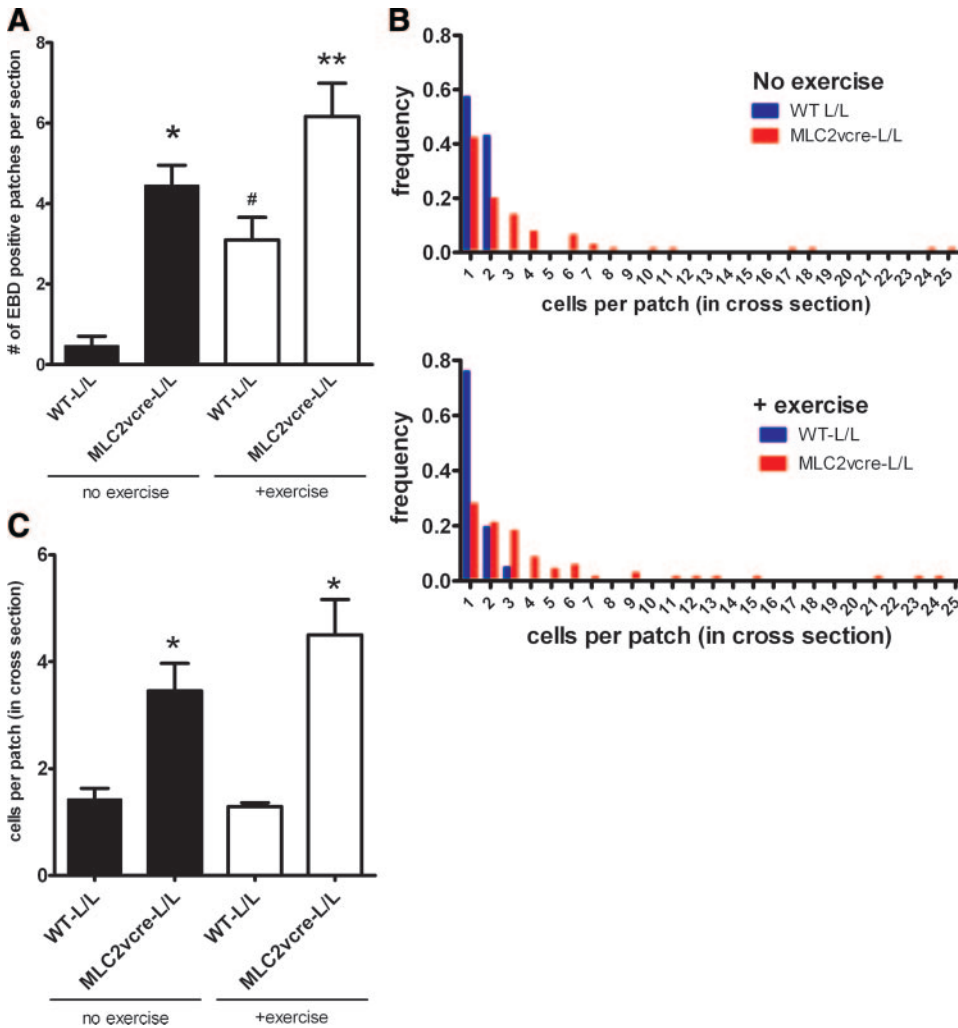 A
# of EBD positive patches per section
8
6
4
2
0
*
#
**
WT-L/L
MLC2vcre-L/L
WT-L/L
MLC2vcre-L/L
no exercise
+exercise
B
frequency
0.8
0.6
0.4
0.2
0.0
No exercise
WT L/L
MLC2vcre-L/L
1 2 3 4 5 6 7 8 9 10 11 12 13 14 15 16 17 18 19 20 21 22 23 24 25
cells per patch (in cross section)
frequency
0.8
0.6
0.4
0.2
0.0
+ exercise
WT-L/L
MLC2vcre-L/L
1 2 3 4 5 6 7 8 9 10 11 12 13 14 15 16 17 18 19 20 21 22 23 24 25
cells per patch (in cross section)
C
cells per patch (in cross section)
6
4
2
0
*
*
WT-L/L
MLC2vcre-L/L
WT-L/L
MLC2vcre-L/L
no exercise
+exercise